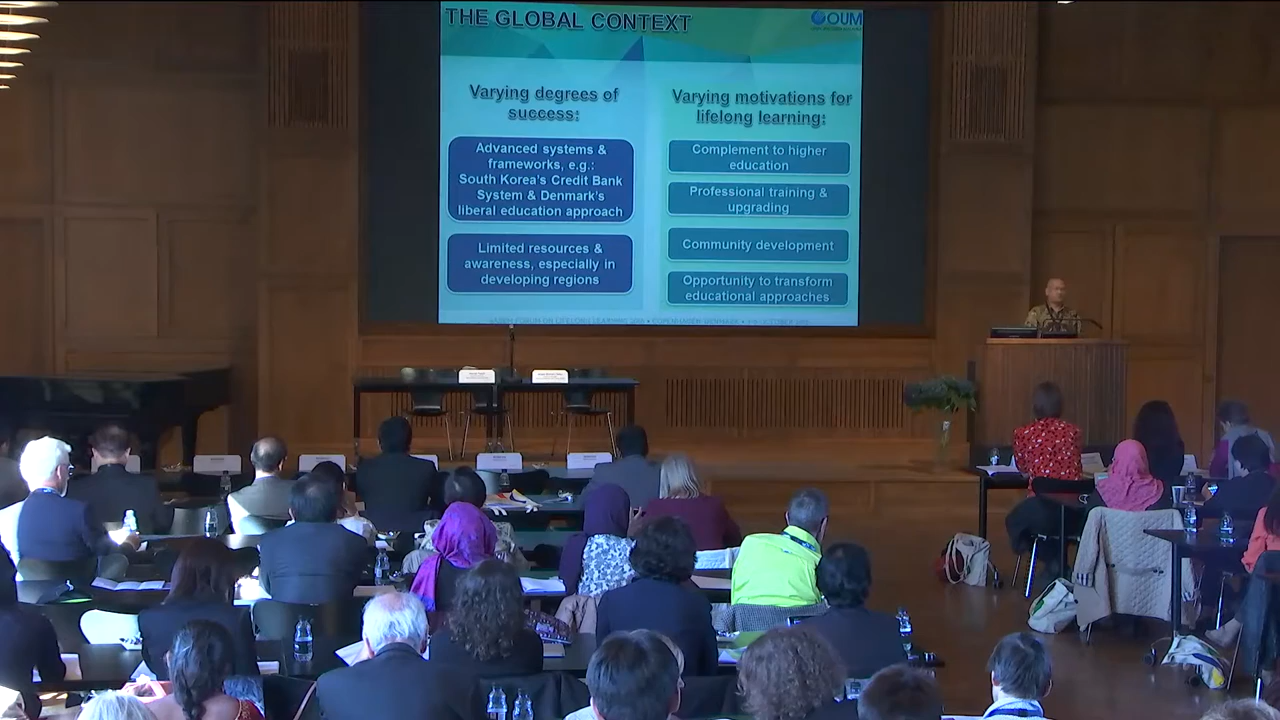 THE GLOBAL CONTEXT
OUM
Varying degrees of
success:
Advanced systems &
frameworks, e.g.:
South Korea's Credit Bank
System & Denmark's
liberal education approach
Limited resources &
awareness, especially in
developing regions
Varying motivations for
lifelong learning:
Complement to higher
education
Professional training &
upgrading
Community development
Opportunity to transform
educational approaches